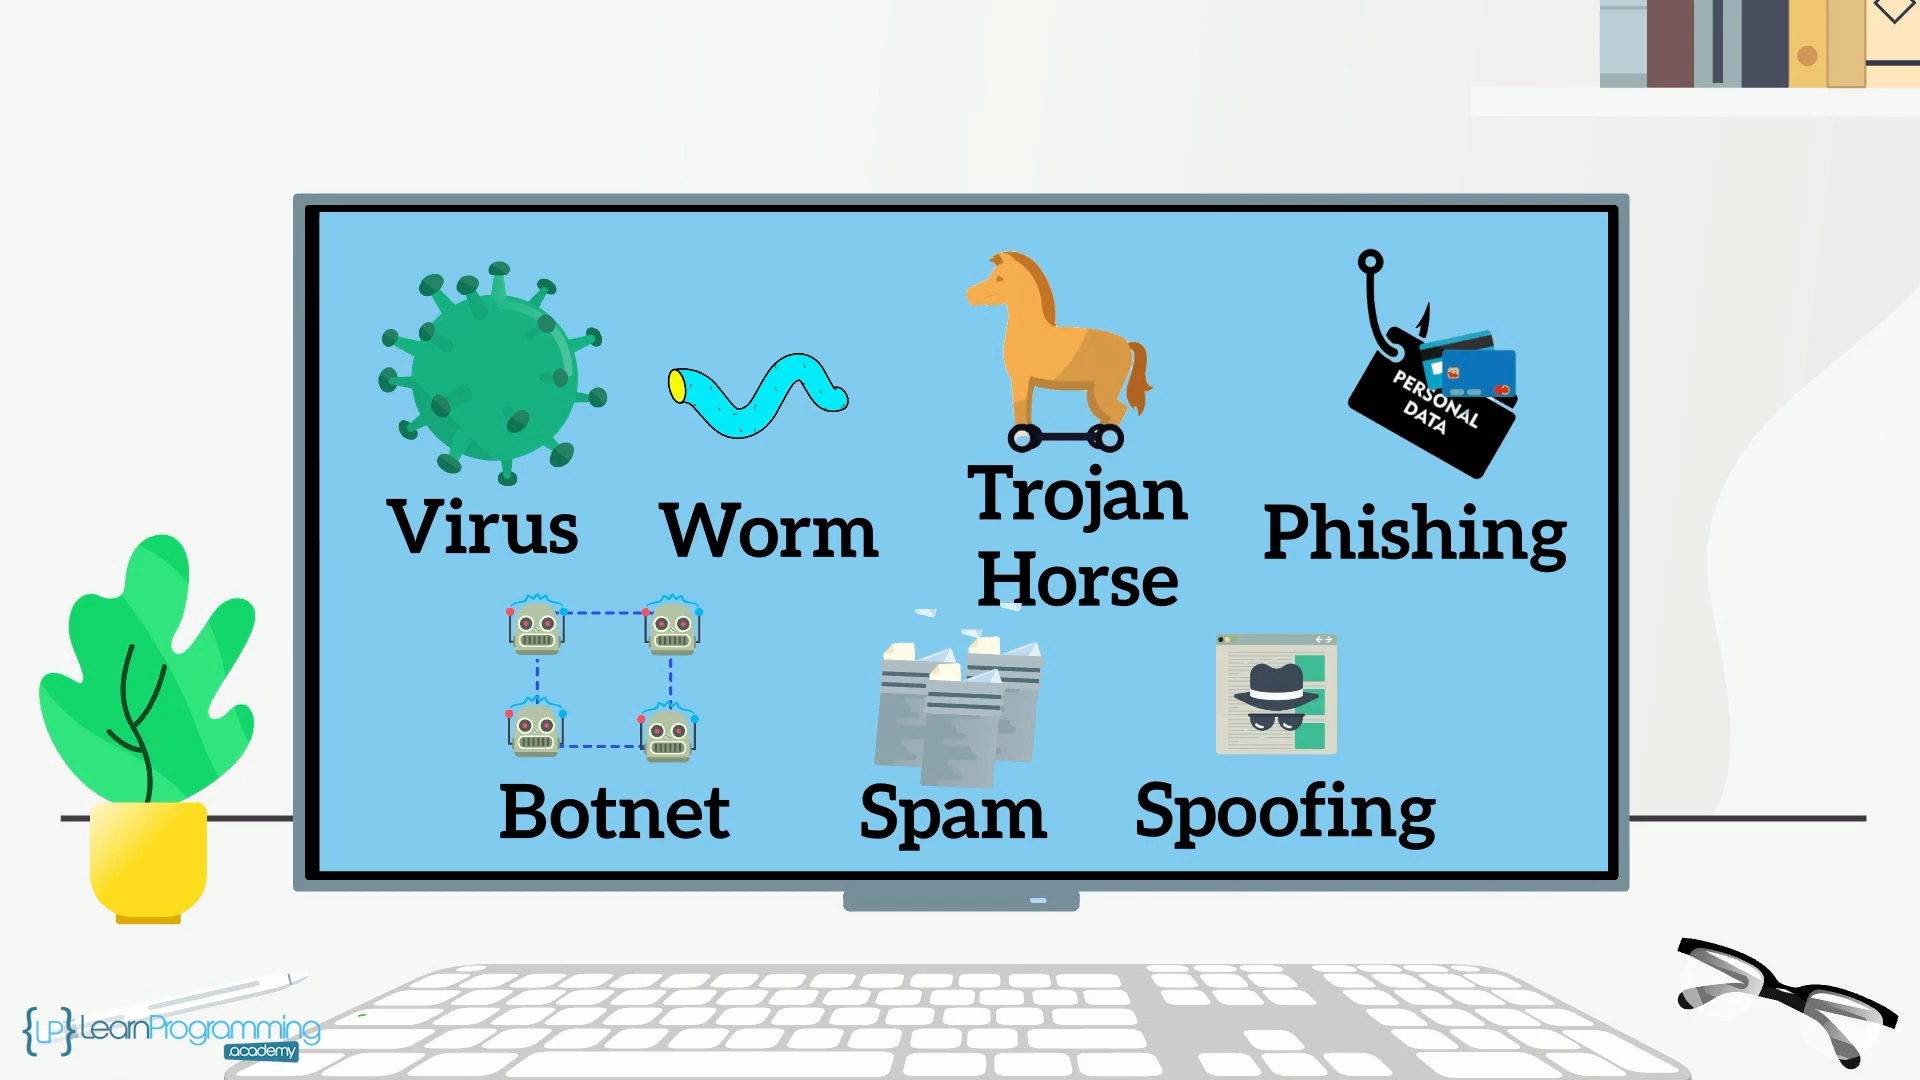 PERSONAL
DATA
Virus
Worm
Trojan
Horse
Phishing
Botnet
Spam
Spoofing
{LP} LearnProgramming
.academy